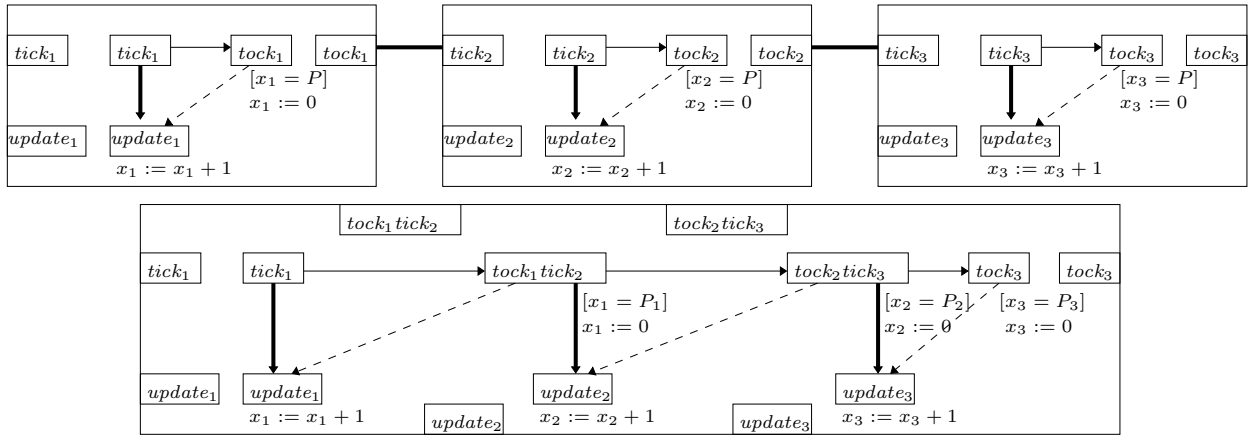 tick₁ tick₁ tock₁ tock₁ tick₂ tick₂ tock₂ tock₂ tick₃ tick₃ tock₃ tock₃
[x₁ = P] [x₂ = P] [x₃ = P]
x₁ := 0 x₂ := 0 x₃ := 0
update₁ update₁ update₂ update₂ update₃ update₃
x₁ := x₁ + 1 x₂ := x₂ + 1 x₃ := x₃ + 1
tock₁tick₂ tock₂tick₃
tick₁ tick₁ tock₁tick₂ tock₂tick₃ tock₃ tock₃
[x₁ = P₁] [x₂ = P₂] [x₃ = P₃]
x₁ := 0 x₂ := 0 x₃ := 0
update₁ update₁ update₂ update₃
x₁ := x₁ + 1 x₂ := x₂ + 1 x₃ := x₃ + 1
update₂ update₃